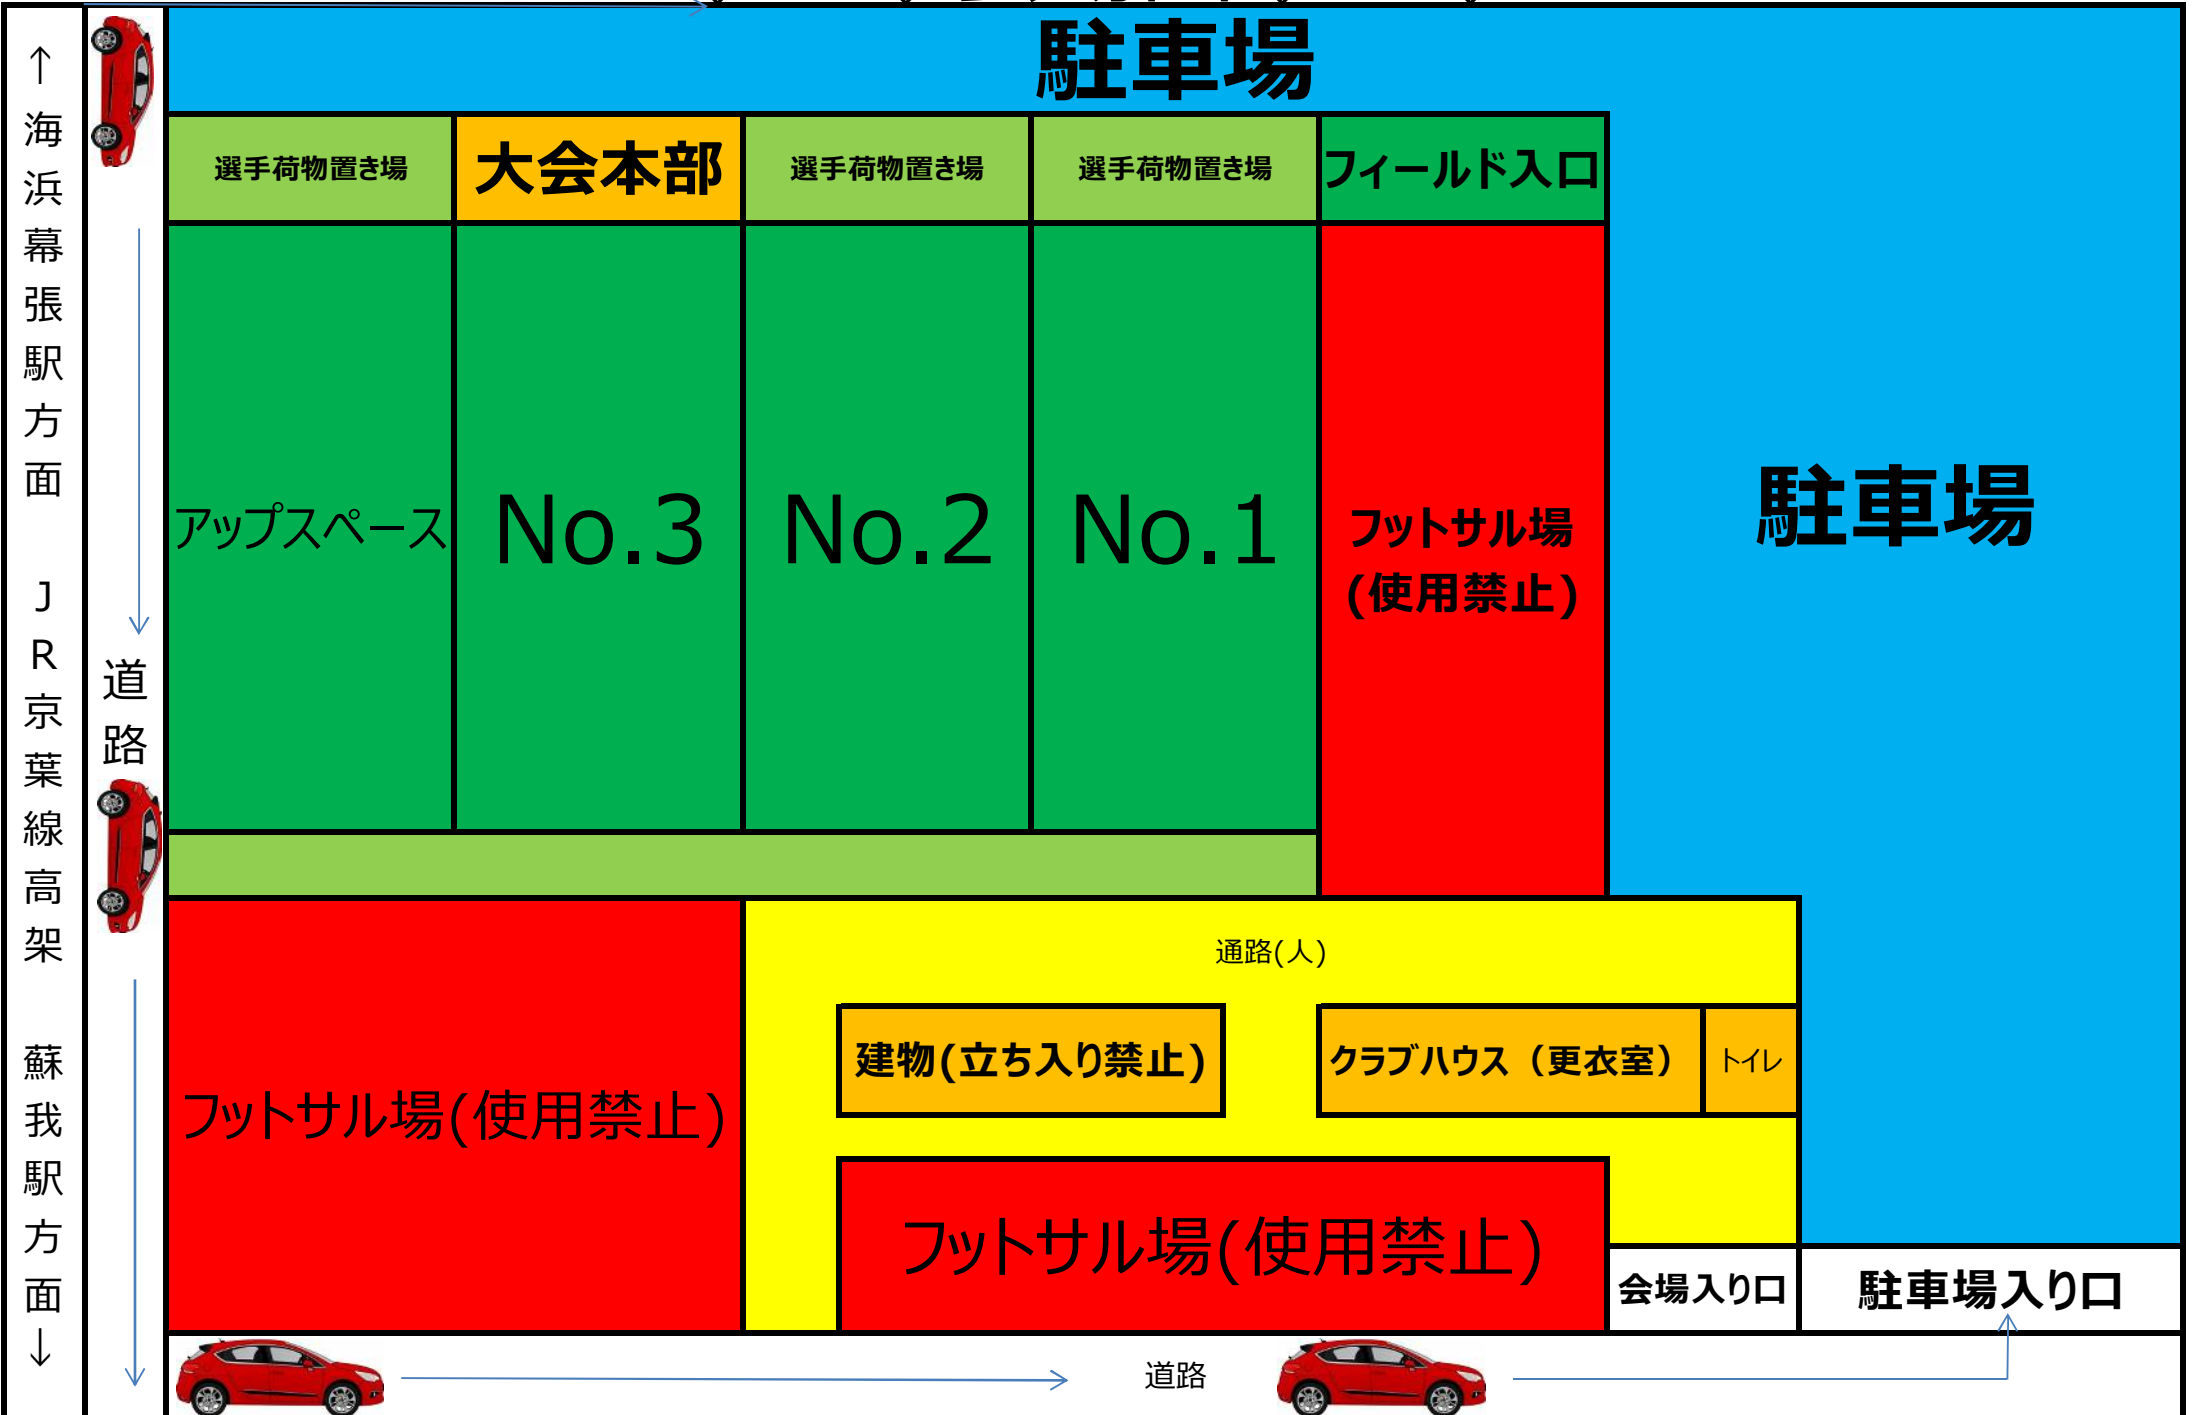 駐車場
↑海浜幕張駅方面 JR京葉線高架 蘇我駅方面↓
道路
選手荷物置き場
大会本部
選手荷物置き場
選手荷物置き場
フィールド入口
アップスペース
No.3
No.2
No.1
フットサル場
(使用禁止)
駐車場
通路(人)
建物(立ち入り禁止)
クラブハウス（更衣室）
トイレ
フットサル場(使用禁止)
フットサル場(使用禁止)
会場入り口
駐車場入り口
道路